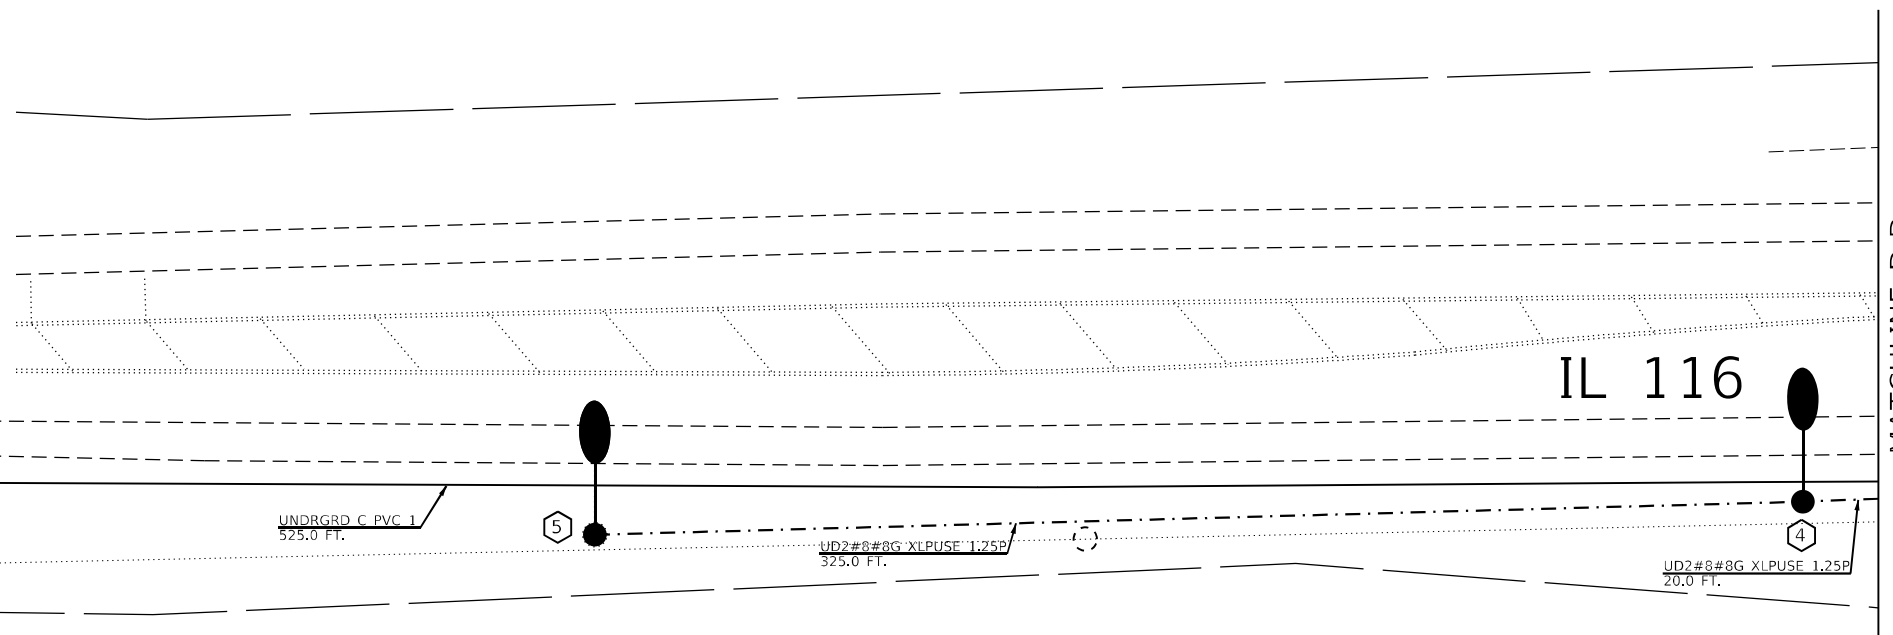 IL 116
UNDRGRD C PVC 1
525.0 FT.
5
UD2#8#8G XLPUSE 1.25P
325.0 FT.
4
UD2#8#8G XLPUSE 1.25P
20.0 FT.